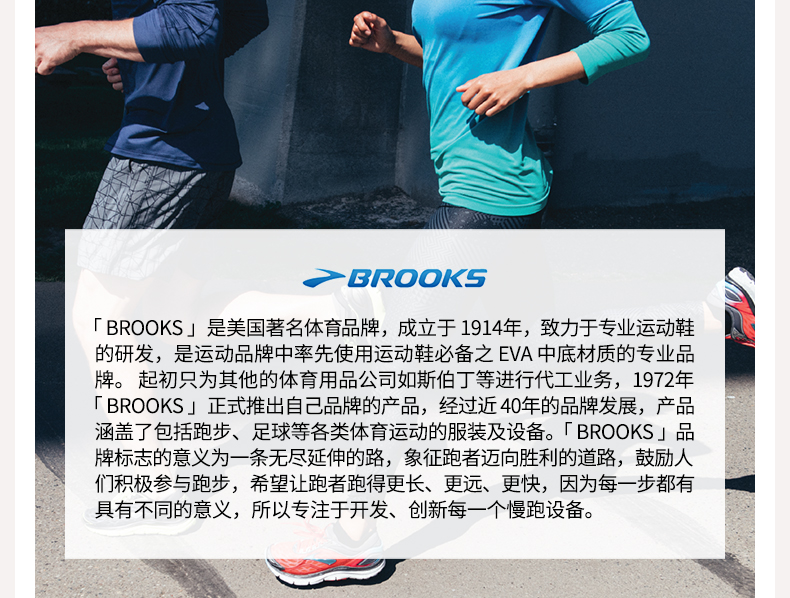 BROOKS
「 BROOKS 」是美国著名体育品牌，成立于 1914年，致力于专业运动鞋
的研发，是运动品牌中率先使用运动鞋必备之 EVA 中底材质的专业品
牌。 起初只为其他的体育用品公司如斯伯丁等进行代工业务，1972年
「 BROOKS 」正式推出自己品牌的产品，经过近 40年的品牌发展，产品
涵盖了包括跑步、足球等各类体育运动的服装及设备。「 BROOKS 」品
牌标志的意义为一条无尽延伸的路，象征跑者迈向胜利的道路，鼓励人
们积极参与跑步，希望让跑者跑得更长、更远、更快，因为每一步都有
具有不同的意义，所以专注于开发、创新每一个慢跑设备。